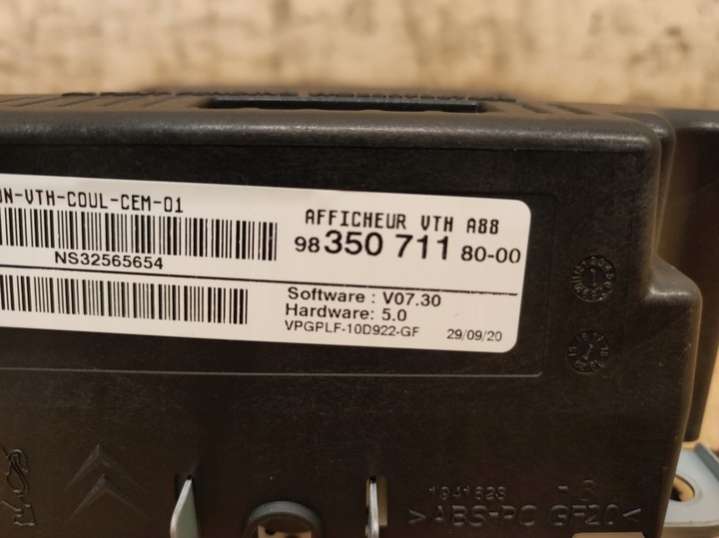 ON-VTH-COUL-CEM-01
AFFICHEUR VTH A88
98 350 711 80-00
NS32565654
Software : V07.30
Hardware: 5.0
VPGPLF-10D922-GF 29/09/20
>ABS-PC GF20<